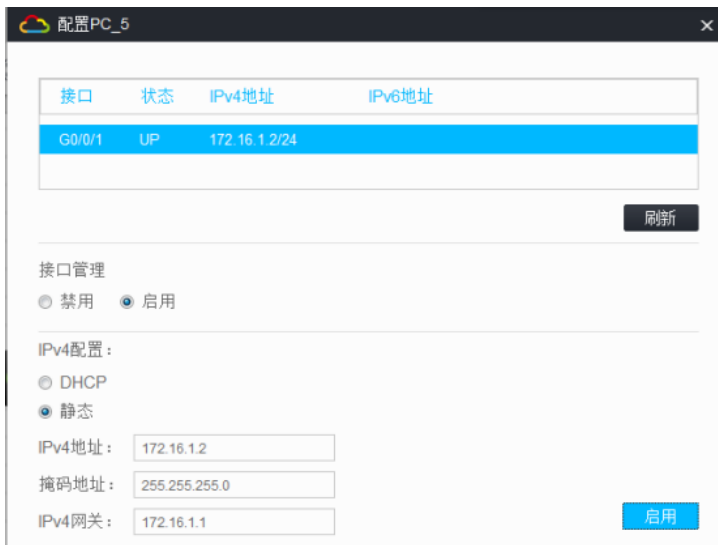 配置PC_5
接口 状态 IPv4地址 IPv6地址
G0/0/1 UP 172.16.1.2/24
刷新
接口管理
禁用 启用
IPv4配置：
DHCP
静态
IPv4地址： 172.16.1.2
掩码地址： 255.255.255.0
IPv4网关： 172.16.1.1 启用